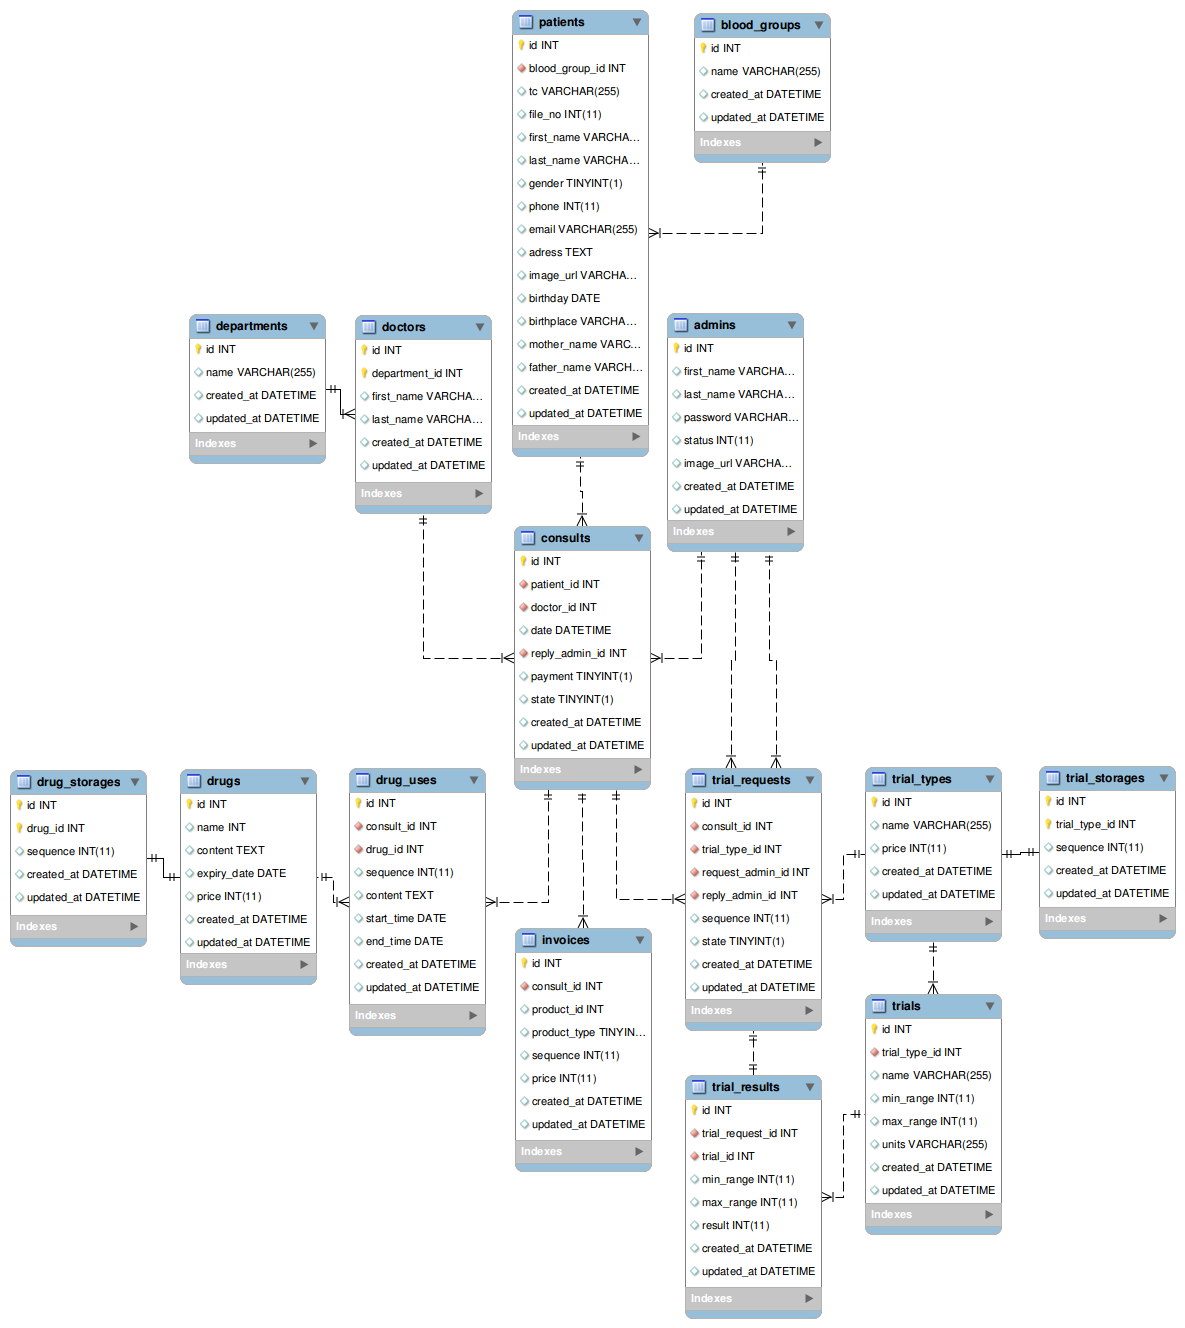 patients
id INT
blood_group_id INT
tc VARCHAR(255)
file_no INT(11)
first_name VARCHA...
last_name VARCHA...
gender TINYINT(1)
phone INT(11)
email VARCHAR(255)
adress TEXT
image_url VARCHA...
birthday DATE
birthplace VARCHA...
mother_name VARC...
father_name VARCH...
created_at DATETIME
updated_at DATETIME
Indexes
blood_groups
id INT
name VARCHAR(255)
created_at DATETIME
updated_at DATETIME
Indexes
departments
id INT
name VARCHAR(255)
created_at DATETIME
updated_at DATETIME
Indexes
doctors
id INT
department_id INT
first_name VARCHA...
last_name VARCHA...
created_at DATETIME
updated_at DATETIME
Indexes
admins
id INT
first_name VARCHA...
last_name VARCHA...
password VARCHAR...
status INT(11)
image_url VARCHA...
created_at DATETIME
updated_at DATETIME
Indexes
consults
id INT
patient_id INT
doctor_id INT
date DATETIME
reply_admin_id INT
payment TINYINT(1)
state TINYINT(1)
created_at DATETIME
updated_at DATETIME
Indexes
drug_storages
id INT
drug_id INT
sequence INT(11)
created_at DATETIME
updated_at DATETIME
Indexes
drugs
id INT
name INT
content TEXT
expiry_date DATE
price INT(11)
created_at DATETIME
updated_at DATETIME
Indexes
drug_uses
id INT
consult_id INT
drug_id INT
sequence INT(11)
content TEXT
start_time DATE
end_time DATE
created_at DATETIME
updated_at DATETIME
Indexes
invoices
id INT
consult_id INT
product_id INT
product_type TINYIN...
sequence INT(11)
price INT(11)
created_at DATETIME
updated_at DATETIME
Indexes
trial_requests
id INT
consult_id INT
trial_type_id INT
request_admin_id INT
reply_admin_id INT
sequence INT(11)
state TINYINT(1)
created_at DATETIME
updated_at DATETIME
Indexes
trial_types
id INT
name VARCHAR(255)
price INT(11)
created_at DATETIME
updated_at DATETIME
Indexes
trial_storages
id INT
trial_type_id INT
sequence INT(11)
created_at DATETIME
updated_at DATETIME
Indexes
trials
id INT
trial_type_id INT
name VARCHAR(255)
min_range INT(11)
max_range INT(11)
units VARCHAR(255)
created_at DATETIME
updated_at DATETIME
Indexes
trial_results
id INT
trial_request_id INT
trial_id INT
min_range INT(11)
max_range INT(11)
result INT(11)
created_at DATETIME
updated_at DATETIME
Indexes